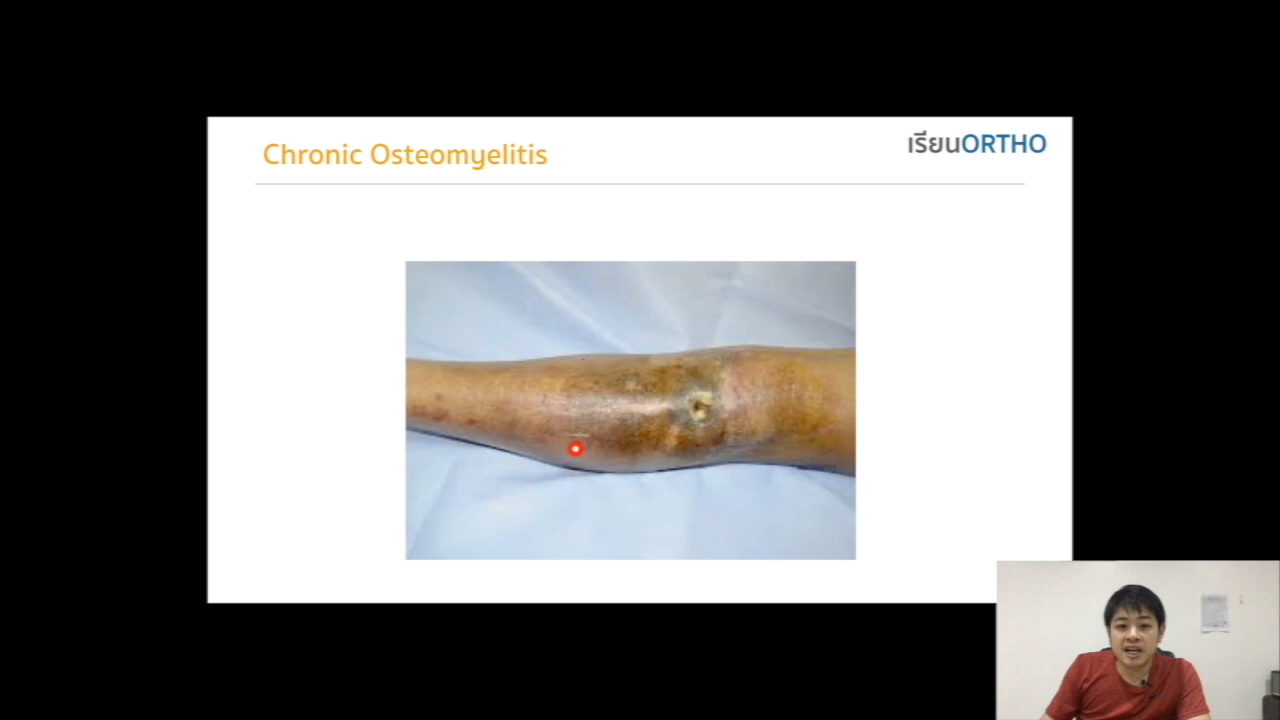 Chronic Osteomyelitis
เรียนORTHO